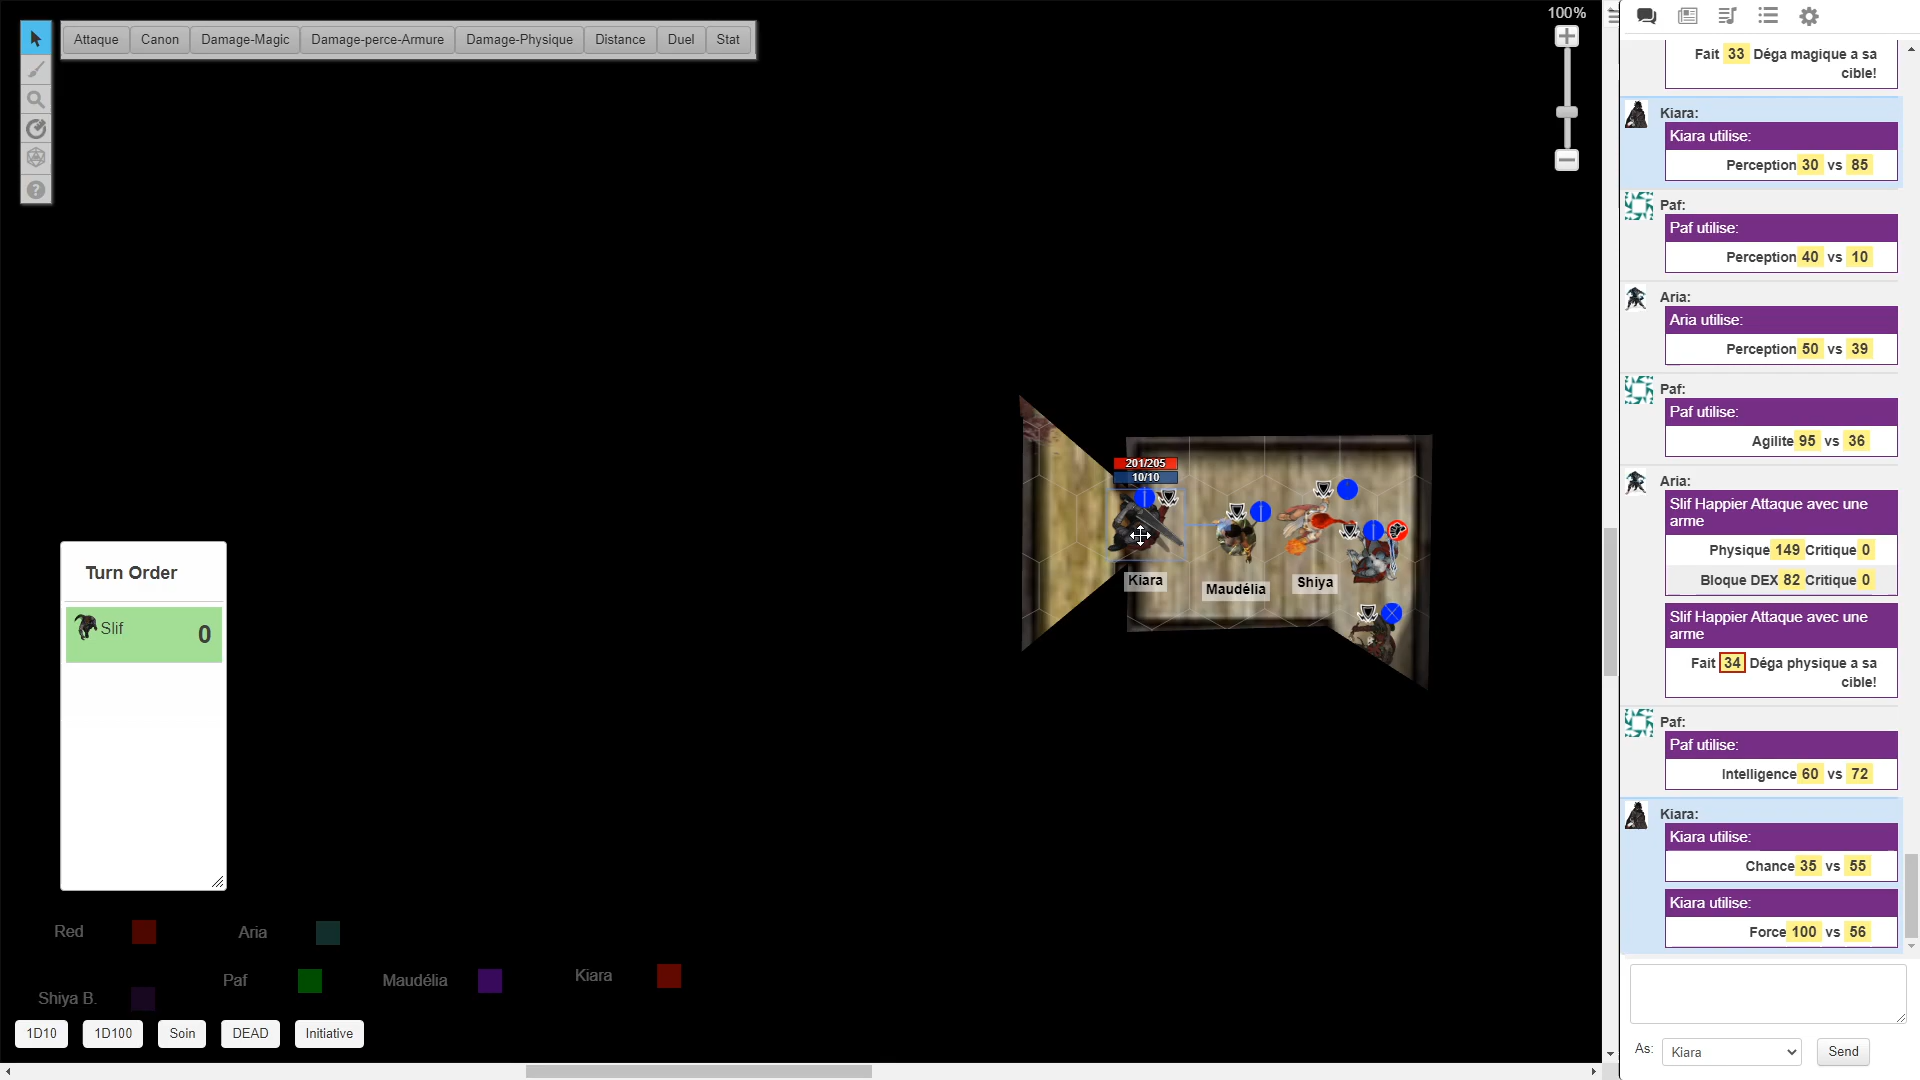 Attaque Canon Damage-Magic Damage-perce-Armure Damage-Physique Distance Duel Stat
100%
201/205
10/10
Kiara
Maudélia
Shiya
Turn Order
Slif 0
Red
Aria
Paf
Maudélia
Kiara
Shiya B.
1D10 1D100 Soin DEAD Initiative
Fait 33 Déga magique a sa
cible!
Kiara:
Kiara utilise:
Perception 30 vs 85
Paf:
Paf utilise:
Perception 40 vs 10
Aria:
Aria utilise:
Perception 50 vs 39
Paf:
Paf utilise:
Agilite 95 vs 36
Aria:
Slif Happier Attaque avec une
arme
Physique 149 Critique 0
Bloque DEX 82 Critique 0
Slif Happier Attaque avec une
arme
Fait 34 Déga physique a sa
cible!
Paf:
Paf utilise:
Intelligence 60 vs 72
Kiara:
Kiara utilise:
Chance 35 vs 55
Kiara utilise:
Force 100 vs 56
As: Kiara Send